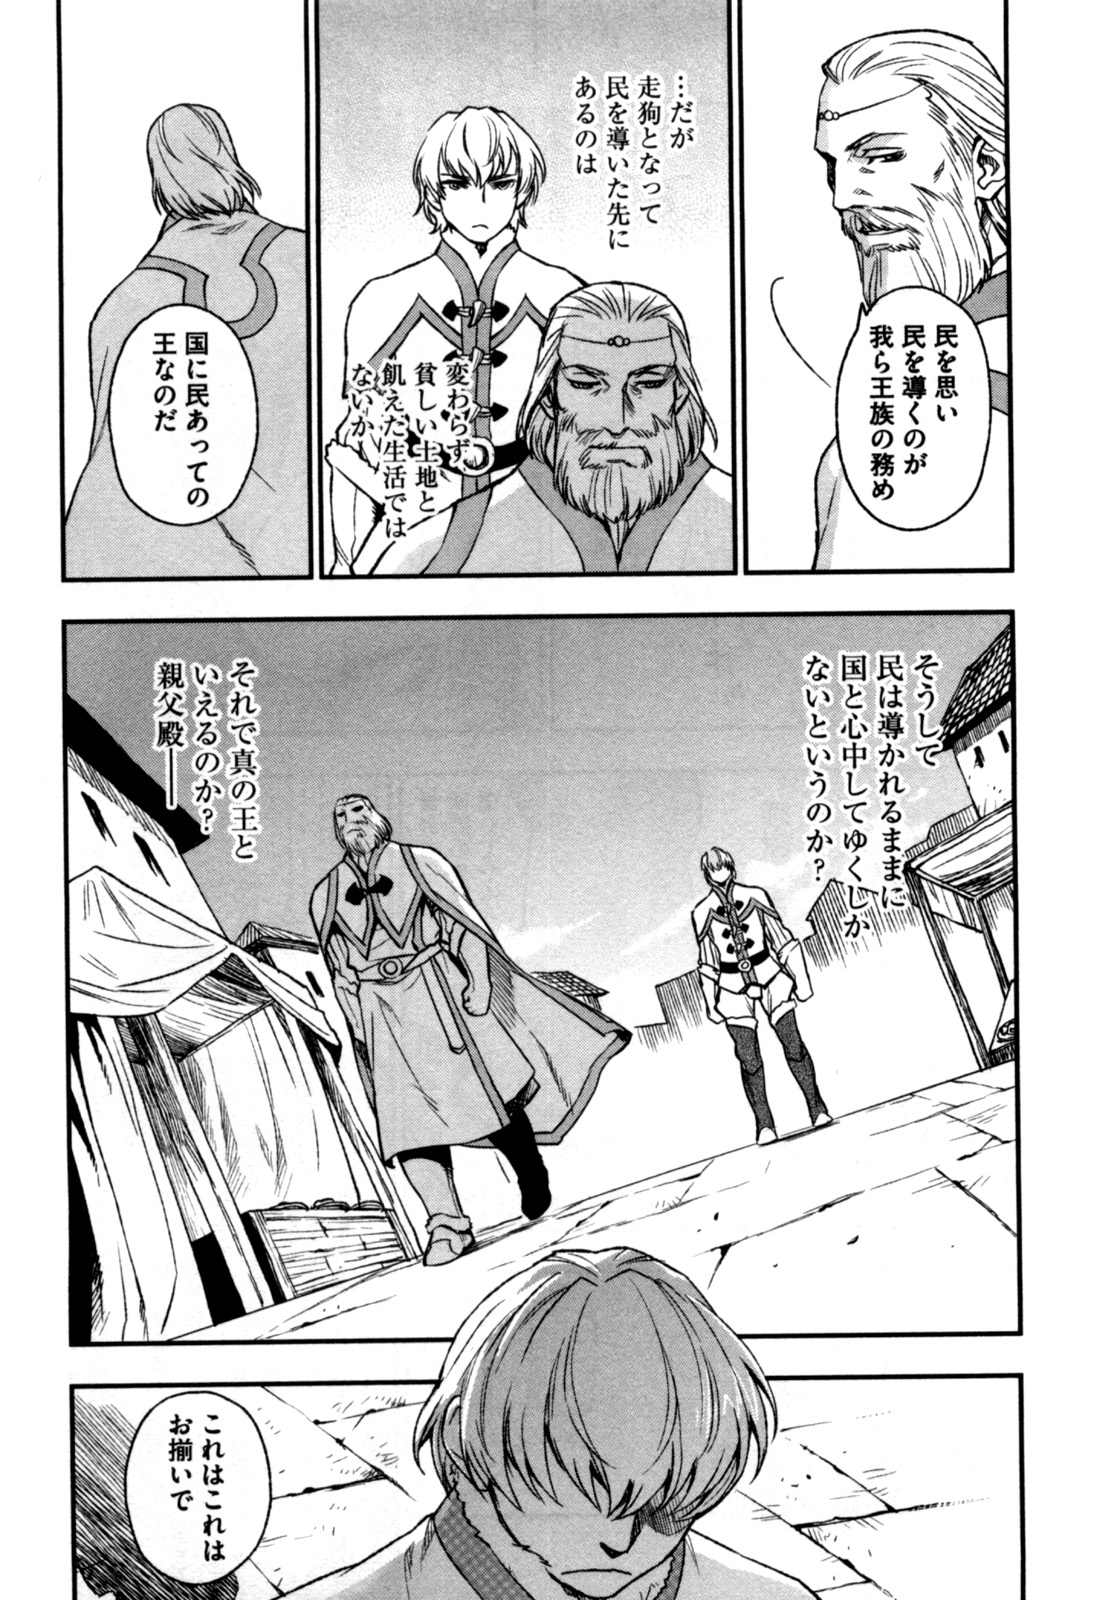 民を思い
民を導くのが
我ら王族の務め
…だが
走狗となって
民を導いた先に
あるのは
変わらず
貧しい土地と
飢えた生活では
ないか
国に民あっての
王なのだ
そうして
民は導かれるままに
国と心中してゆくしか
ないというのか?
それで真の王と
いえるのか?
親父殿――
これはこれは
お揃いで